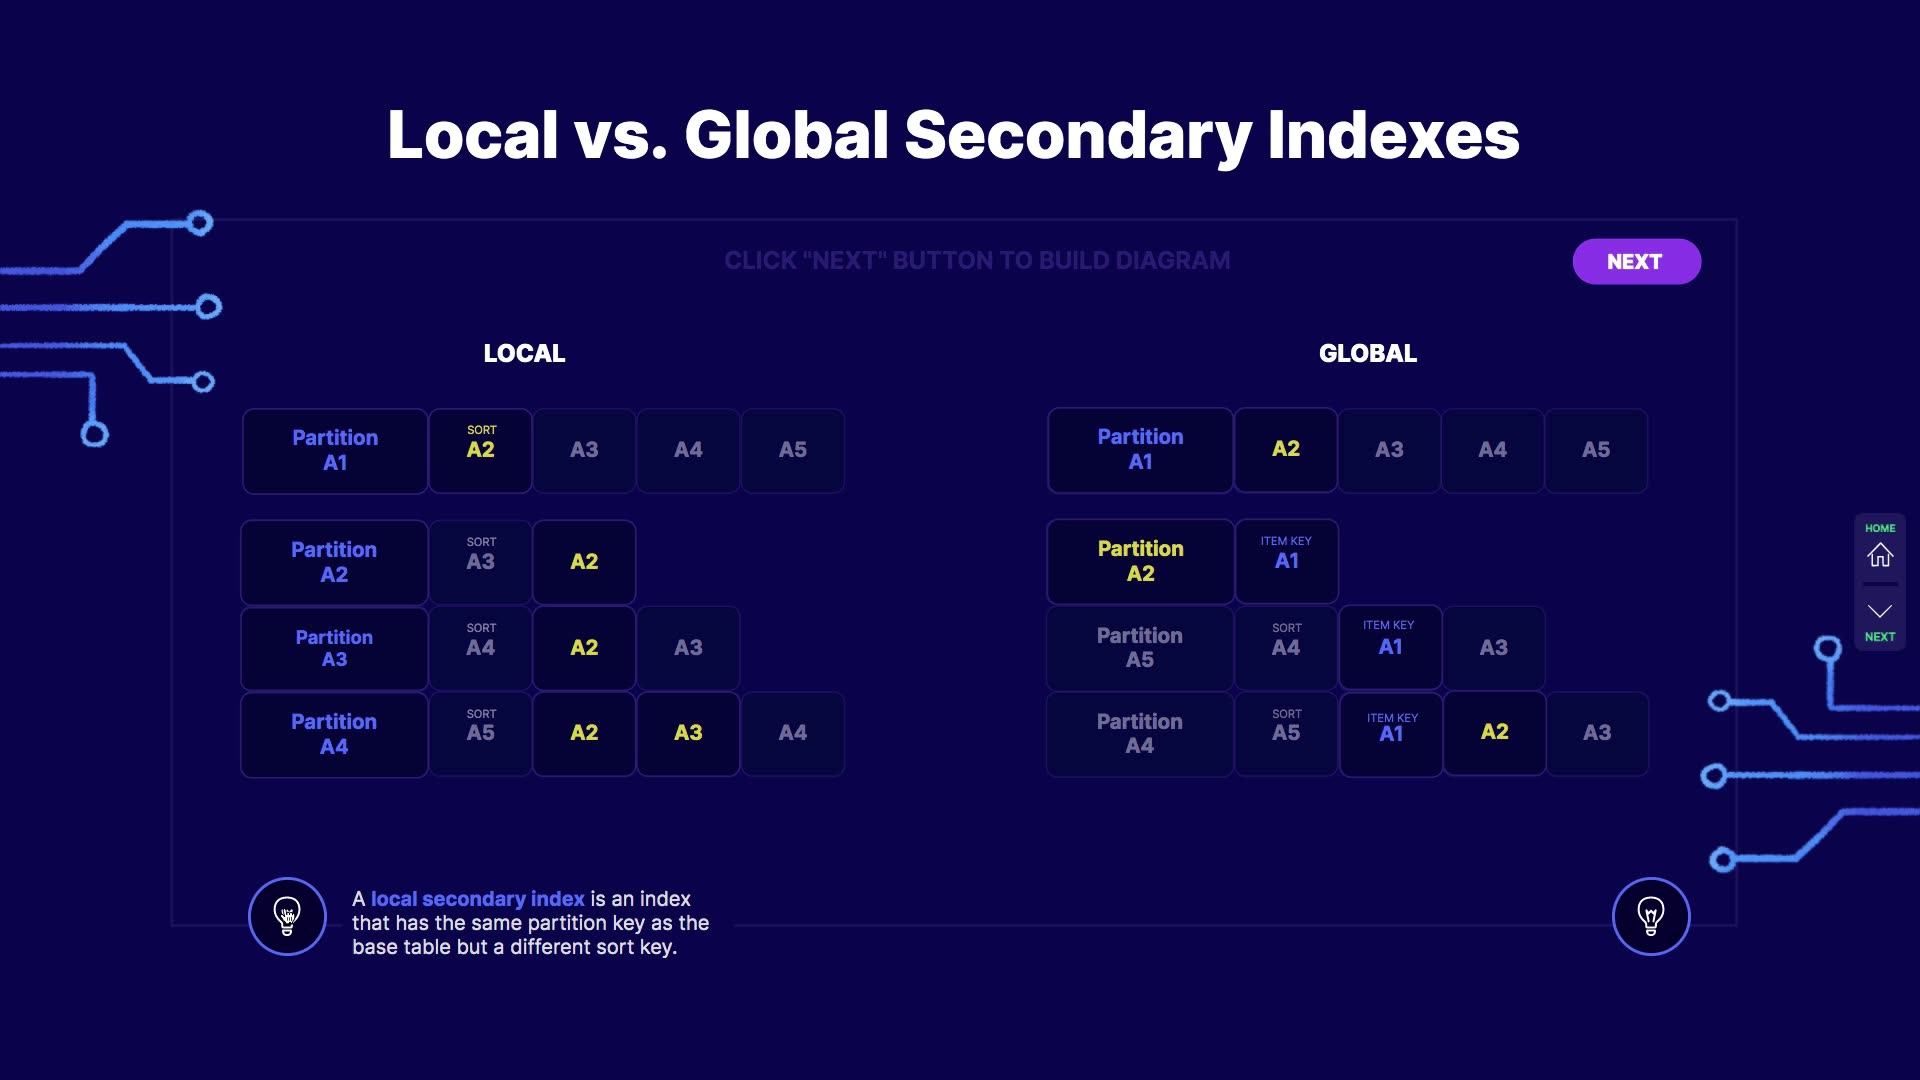 Local vs. Global Secondary Indexes
CLICK "NEXT" BUTTON TO BUILD DIAGRAM
NEXT
LOCAL
Partition
A1
SORT
A2
A3
A4
A5
Partition
A2
SORT
A3
A2
Partition
A3
SORT
A4
A2
A3
Partition
A4
SORT
A5
A2
A3
A4
GLOBAL
Partition
A1
A2
A3
A4
A5
Partition
A2
ITEM KEY
A1
Partition
A5
SORT
A4
ITEM KEY
A1
A3
Partition
A4
SORT
A5
ITEM KEY
A1
A2
A3
HOME
NEXT
A local secondary index is an index
that has the same partition key as the
base table but a different sort key.